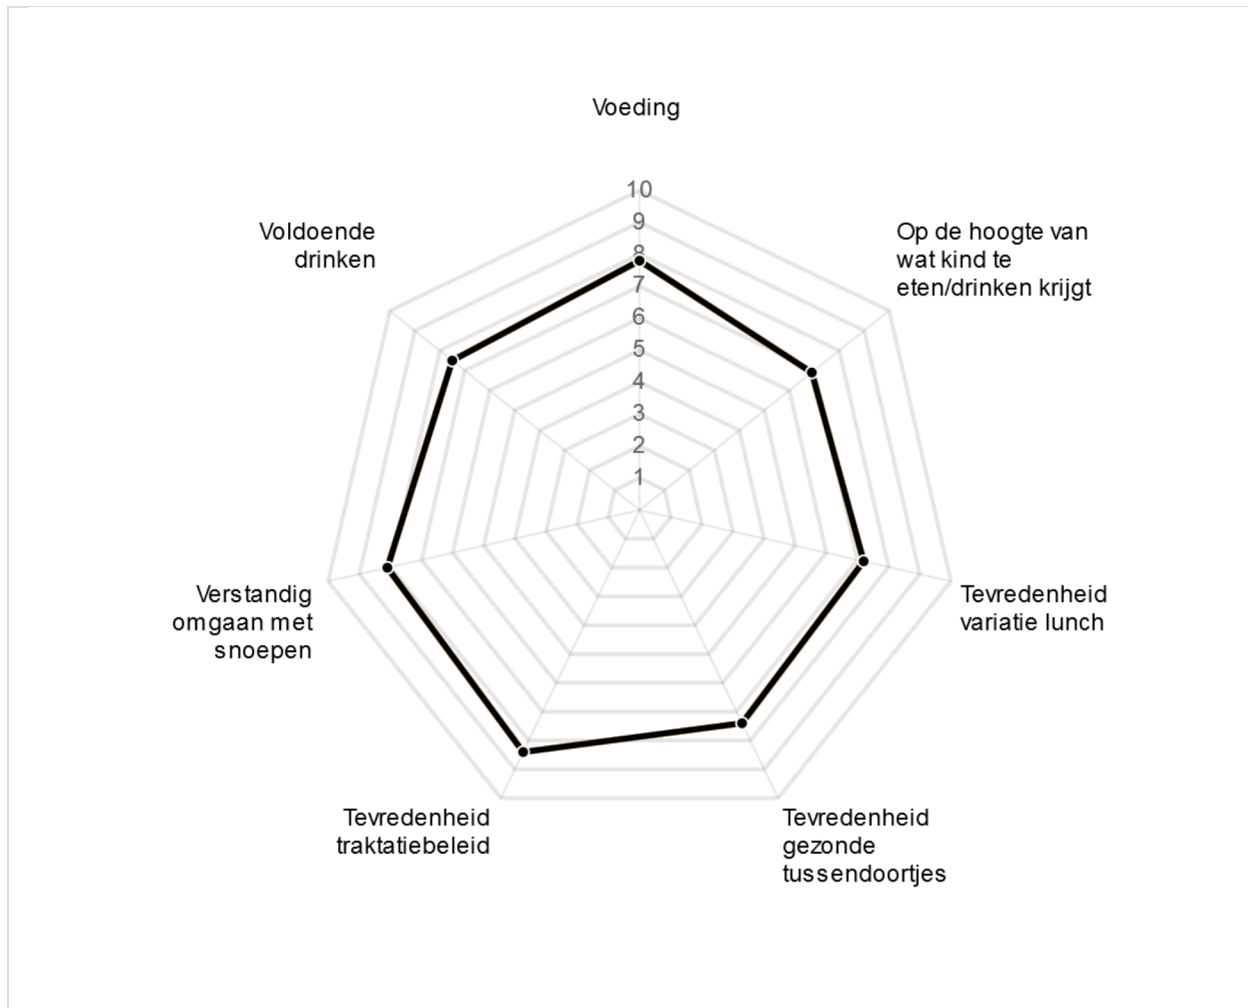 Voeding
10
9
8
7
6
5
4
3
2
1
Op de hoogte van
wat kind te
eten/drinken krijgt
Tevredenheid
variatie lunch
Tevredenheid
gezonde
tussendoortjes
Tevredenheid
traktatiebeleid
Verstandig
omgaan met
snoepen
Voldoende
drinken